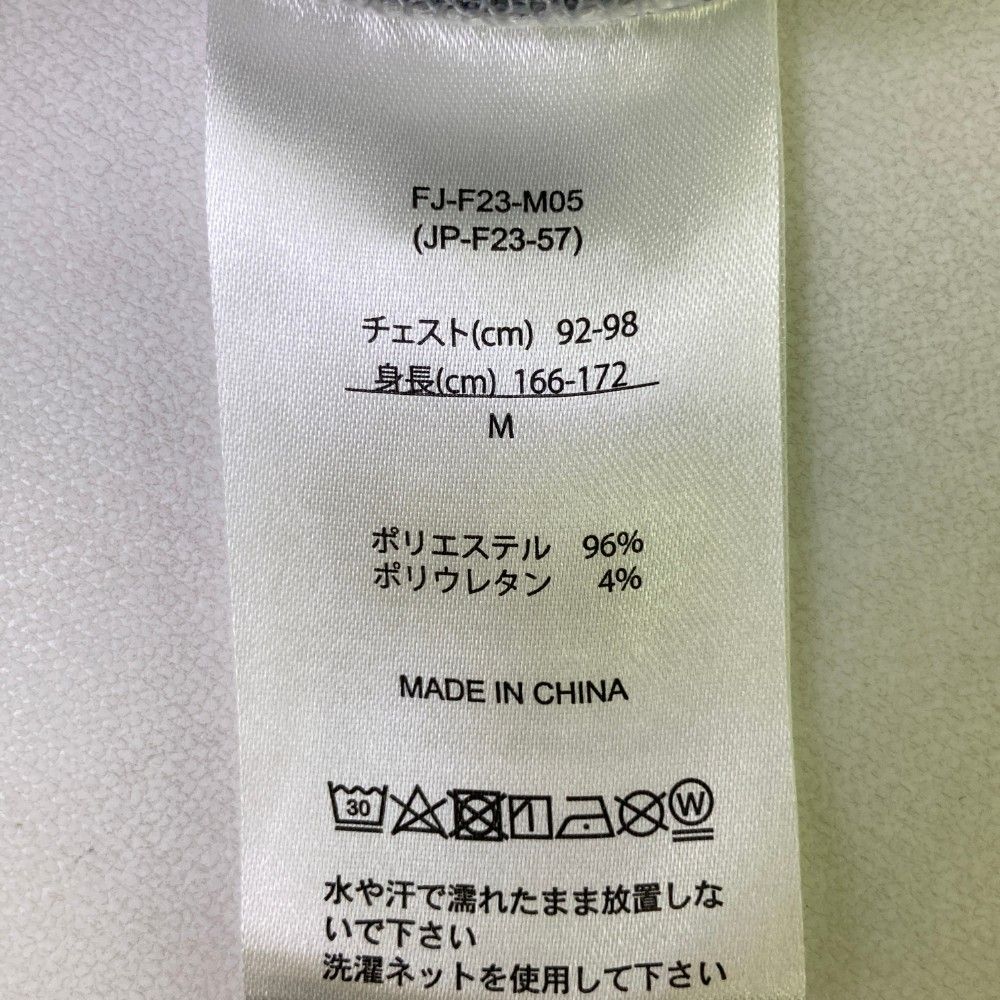 FJ-F23-M05
(JP-F23-57)
チェスト(cm) 92-98
身長(cm) 166-172
M
ポリエステル 96%
ポリウレタン 4%
MADE IN CHINA
30 W
水や汗で濡れたまま放置しな
いで下さい
洗濯ネットを使用して下さい